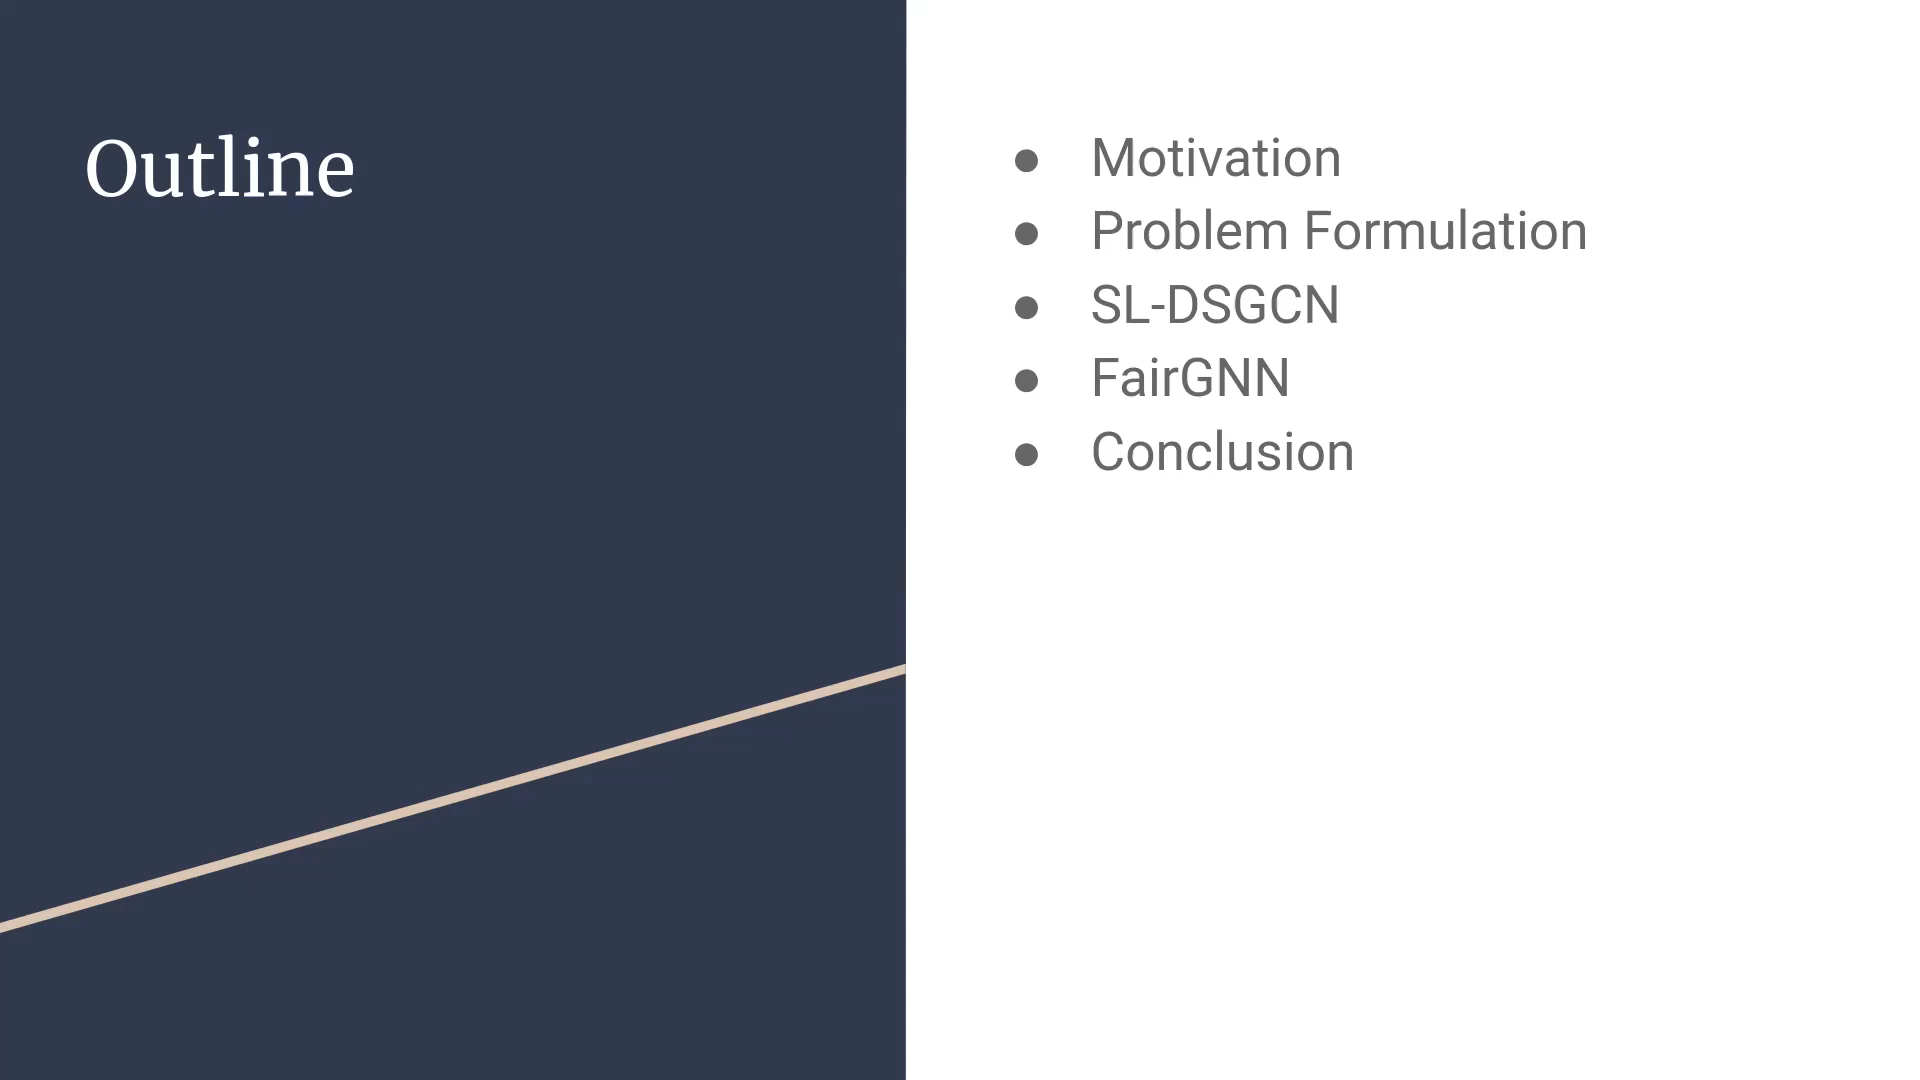 Outline
● Motivation
● Problem Formulation
● SL-DSGCN
● FairGNN
● Conclusion